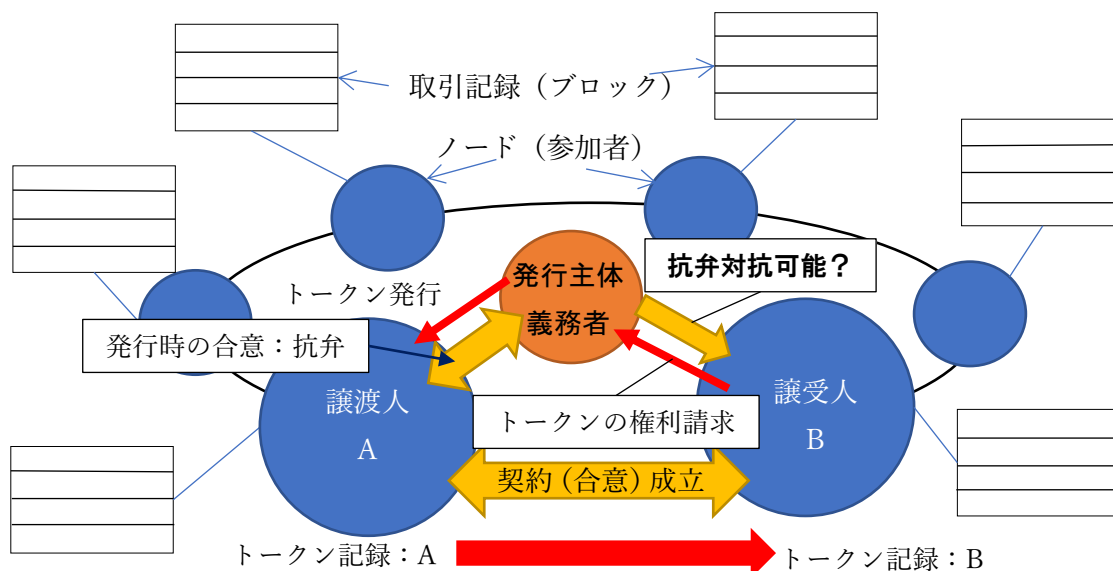 取引記録（ブロック）
ノード（参加者）
発行主体
義務者
抗弁対抗可能？
トークン発行
発行時の合意：抗弁
譲渡人
A
トークンの権利請求
譲受人
B
契約（合意）成立
トークン記録：A
トークン記録：B